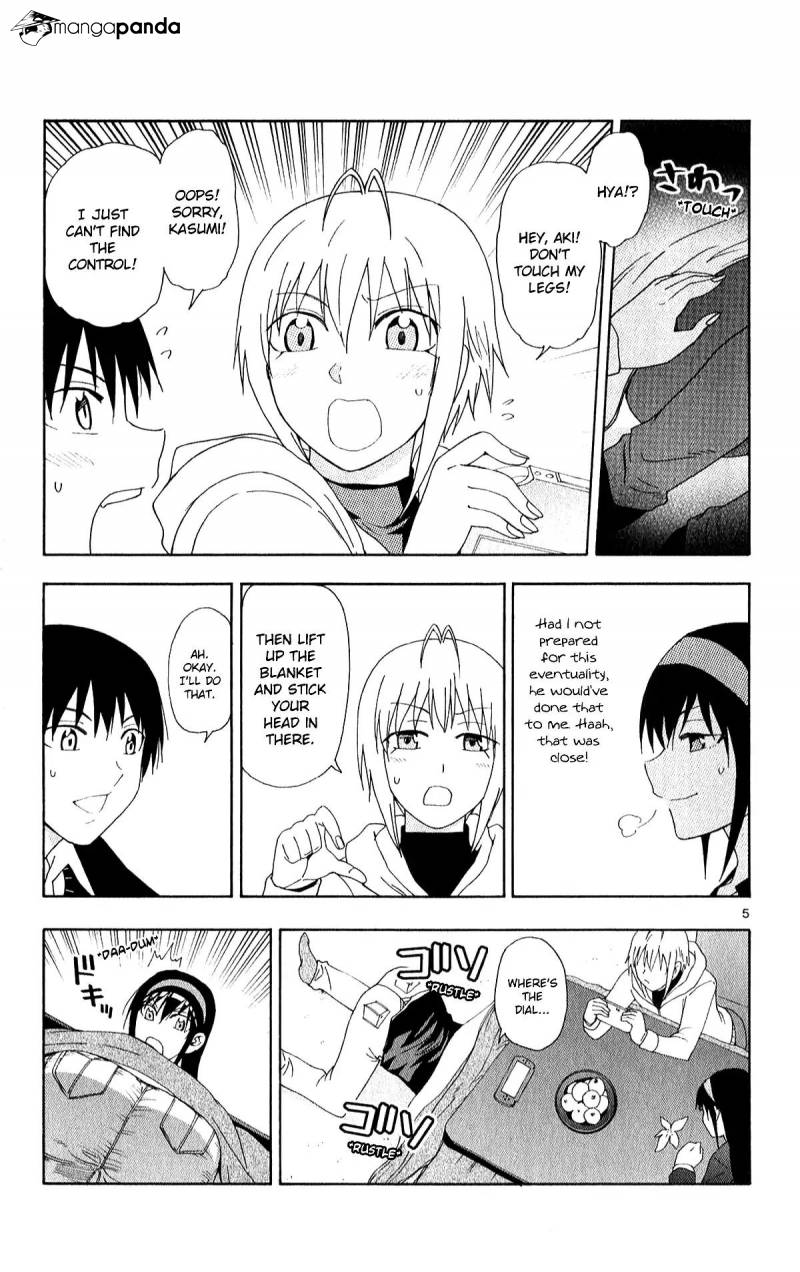 mangapanda
さわっ
"TOUCH"
HYA!?
HEY, AKI!
DON'T
TOUCH MY
LEGS!
OOPS!
SORRY,
KASUMI!
I JUST
CAN'T FIND
THE
CONTROL!
Had I not
prepared
for this
eventuality,
he would've
done that
to me. Haah,
that was
close!
THEN LIFT
UP THE
BLANKET
AND STICK
YOUR
HEAD IN
THERE.
AH.
OKAY.
I'LL DO
THAT.
5
WHERE'S
THE
DIAL...
ゴソ
"RUSTLE"
ゴソ
"RUSTLE"
"DAA-DUM"
ドキ